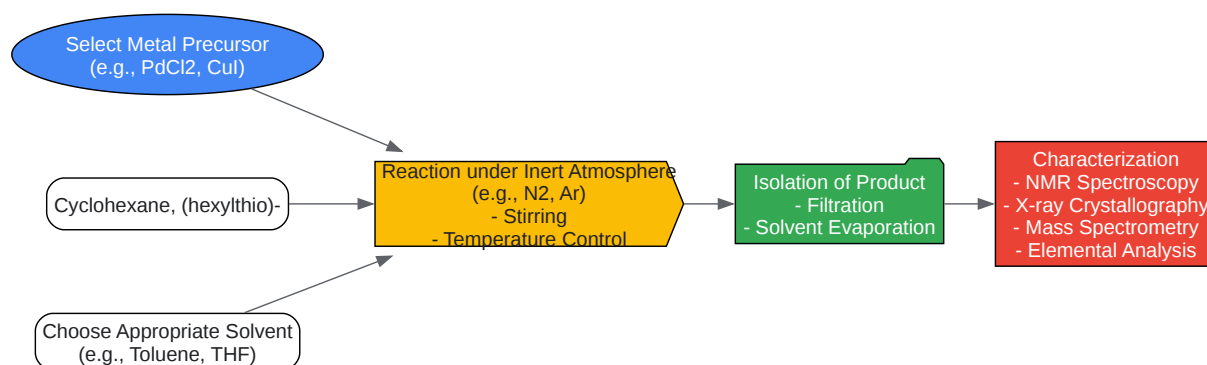 Select Metal Precursor
(e.g., PdCl2, CuI)
Cyclohexane, (hexylthio)-
Choose Appropriate Solvent
(e.g., Toluene, THF)
Reaction under Inert Atmosphere
(e.g., N2, Ar)
- Stirring
- Temperature Control
Isolation of Product
- Filtration
- Solvent Evaporation
Characterization
- NMR Spectroscopy
- X-ray Crystallography
- Mass Spectrometry
- Elemental Analysis